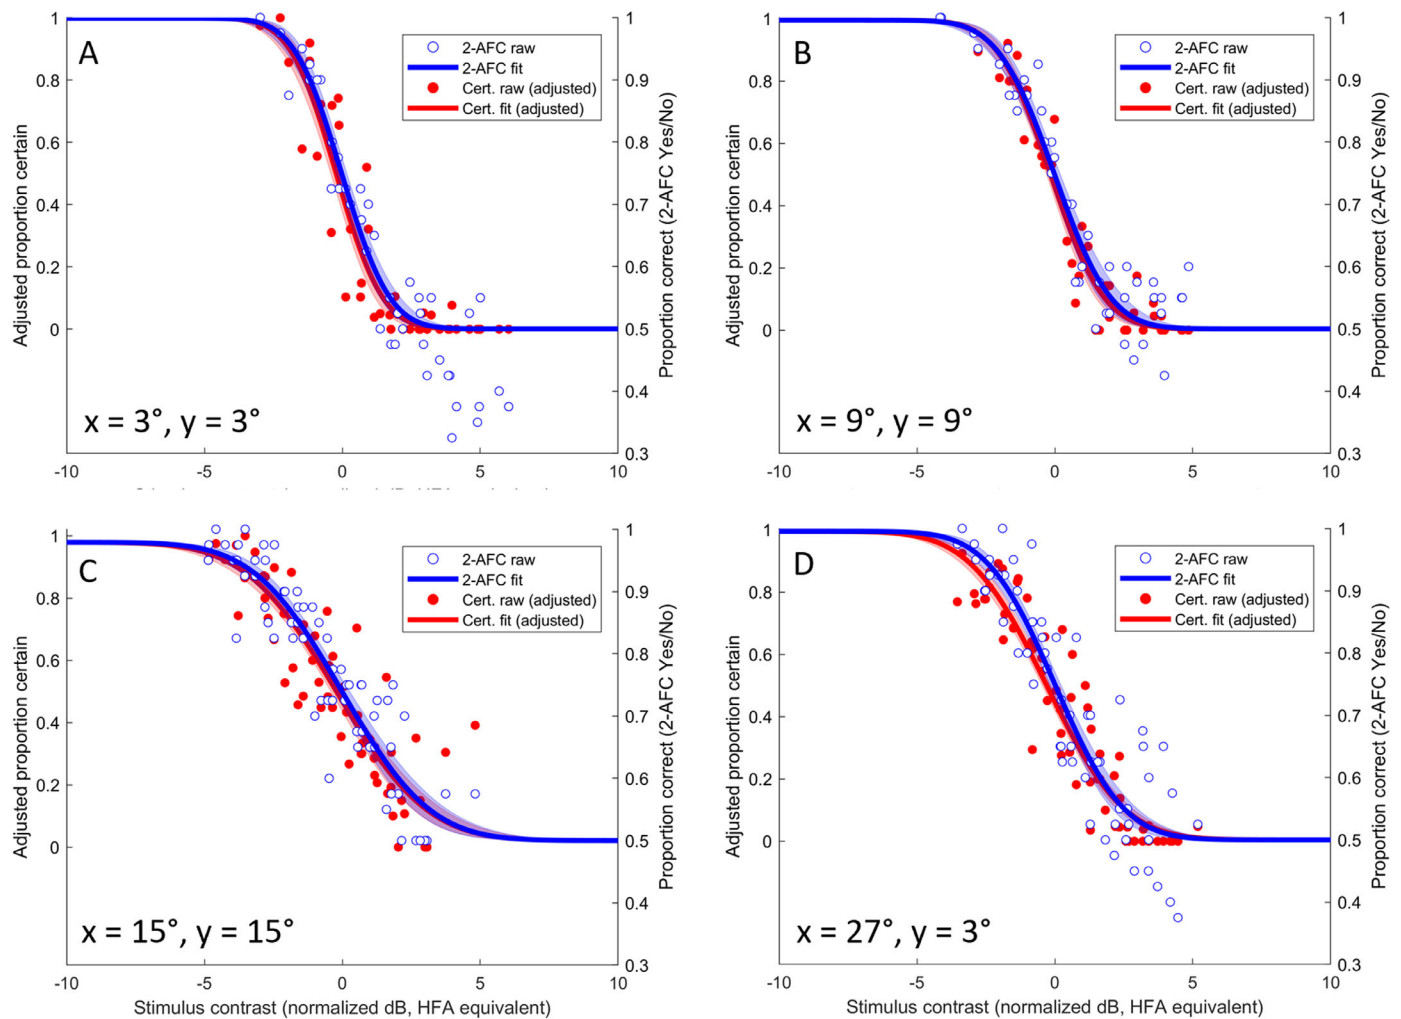 A
2-AFC raw
2-AFC fit
Cert. raw (adjusted)
Cert. fit (adjusted)
1
0.8
0.6
0.4
0.2
0
Adjusted proportion certain
1
0.9
0.8
0.7
0.6
0.5
0.4
0.3
Proportion correct (2-AFC Yes/No)
x = 3°, y = 3°
-10
-5
0
5
10
B
2-AFC raw
2-AFC fit
Cert. raw (adjusted)
Cert. fit (adjusted)
1
0.8
0.6
0.4
0.2
0
Adjusted proportion certain
1
0.9
0.8
0.7
0.6
0.5
0.4
0.3
Proportion correct (2-AFC Yes/No)
x = 9°, y = 9°
-10
-5
0
5
10
C
2-AFC raw
2-AFC fit
Cert. raw (adjusted)
Cert. fit (adjusted)
1
0.8
0.6
0.4
0.2
0
Adjusted proportion certain
1
0.9
0.8
0.7
0.6
0.5
0.4
0.3
Proportion correct (2-AFC Yes/No)
x = 15°, y = 15°
-10
-5
0
5
10
Stimulus contrast (normalized dB, HFA equivalent)
D
2-AFC raw
2-AFC fit
Cert. raw (adjusted)
Cert. fit (adjusted)
1
0.8
0.6
0.4
0.2
0
Adjusted proportion certain
1
0.9
0.8
0.7
0.6
0.5
0.4
0.3
Proportion correct (2-AFC Yes/No)
x = 27°, y = 3°
-10
-5
0
5
10
Stimulus contrast (normalized dB, HFA equivalent)